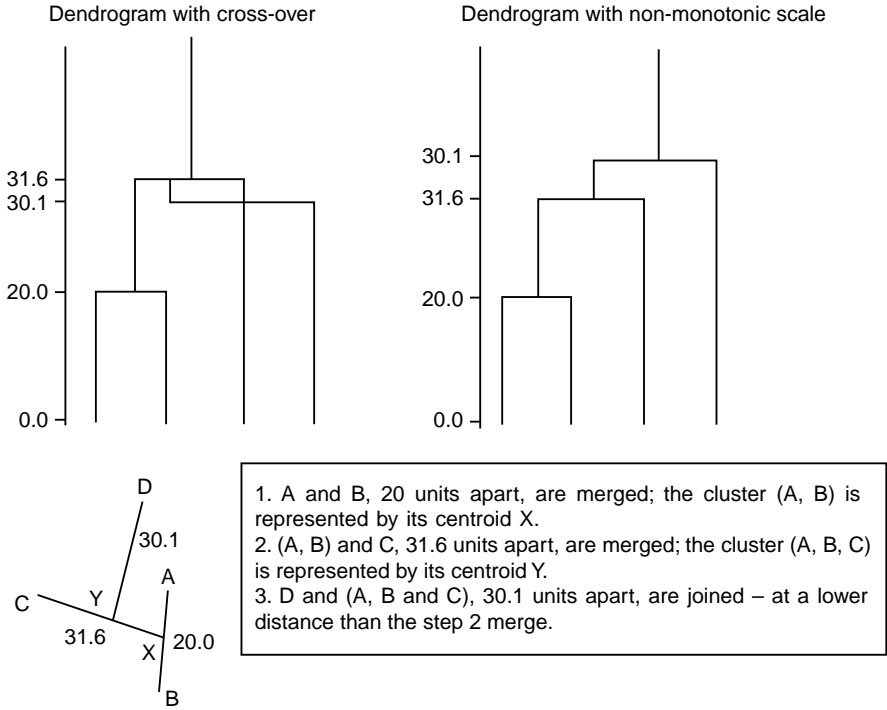 Dendrogram with cross-over
Dendrogram with non-monotonic scale
31.6
30.1
20.0
0.0
30.1
31.6
20.0
0.0
D
30.1
A
C
Y
31.6
X
20.0
B
1. A and B, 20 units apart, are merged; the cluster (A, B) is
represented by its centroid X.
2. (A, B) and C, 31.6 units apart, are merged; the cluster (A, B, C)
is represented by its centroid Y.
3. D and (A, B and C), 30.1 units apart, are joined – at a lower
distance than the step 2 merge.